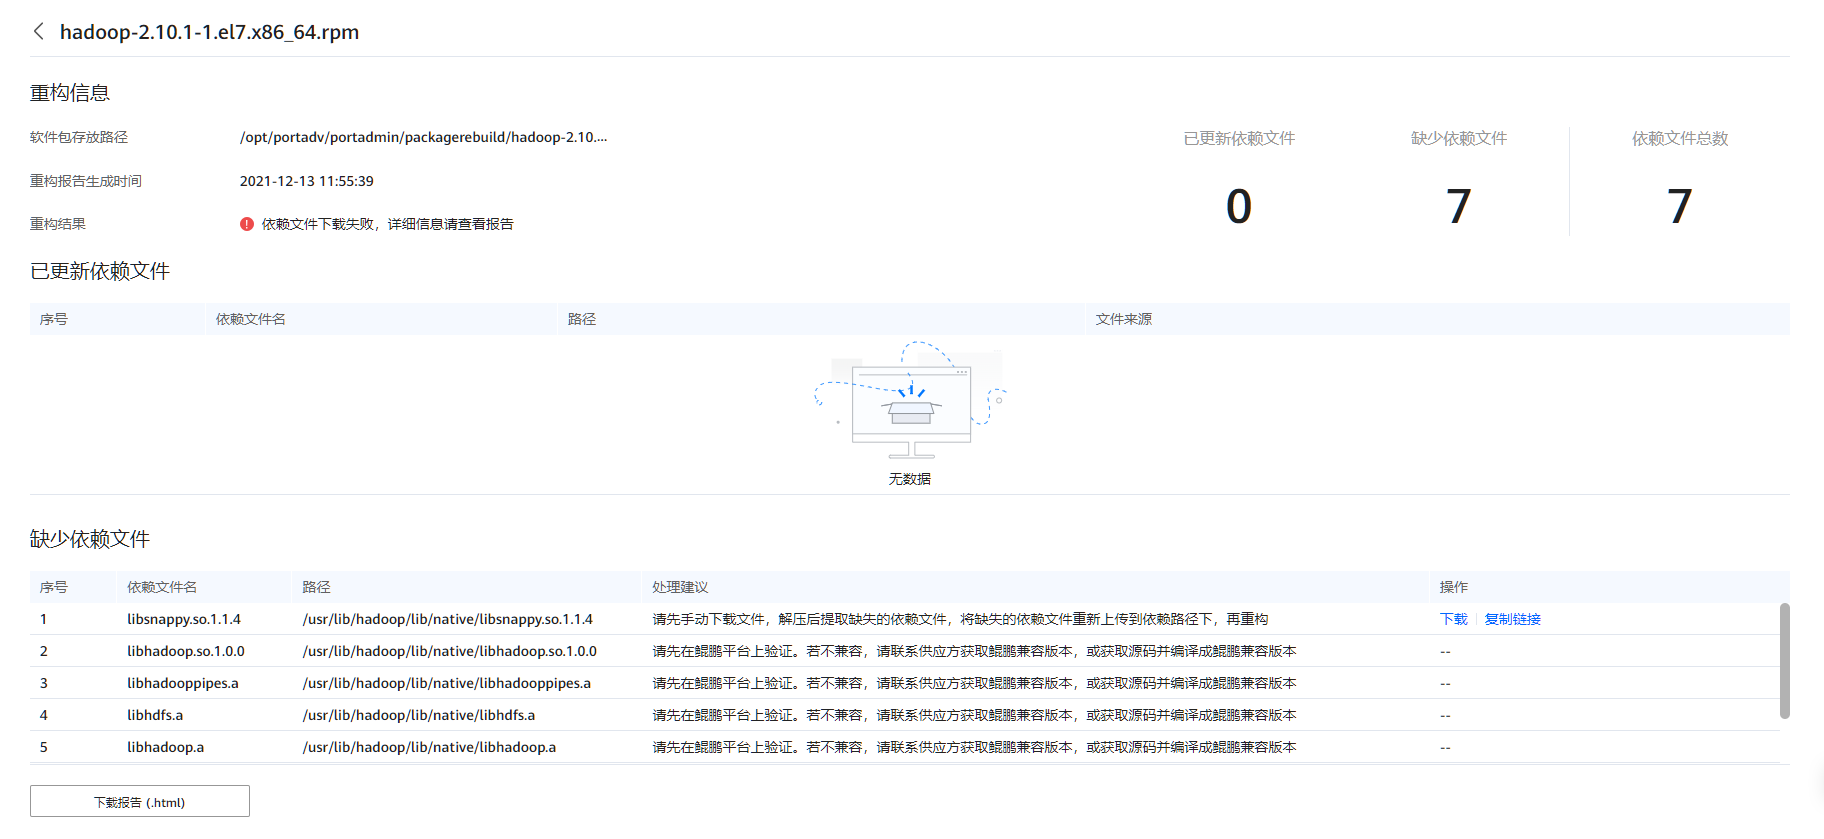 hadoop-2.10.1-1.el7.x86_64.rpm
重构信息
软件包存放路径 /opt/portadv/portadmin/packagerebuild/hadoop-2.10....
重构报告生成时间 2021-12-13 11:55:39
重构结果 依赖文件下载失败，详细信息请查看报告
已更新依赖文件 缺少依赖文件 依赖文件总数
0 7 7
已更新依赖文件
序号 依赖文件名 路径 文件来源
无数据
缺少依赖文件
序号 依赖文件名 路径 处理建议 操作
1 libsnappy.so.1.1.4 /usr/lib/hadoop/lib/native/libsnappy.so.1.1.4 请先手动下载文件，解压后提取缺失的依赖文件，将缺失的依赖文件重新上传到依赖路径下，再重构 下载 复制链接
2 libhadoop.so.1.0.0 /usr/lib/hadoop/lib/native/libhadoop.so.1.0.0 请先在鲲鹏平台上验证。若不兼容，请联系供应方获取鲲鹏兼容版本，或获取源码并编译成鲲鹏兼容版本 --
3 libhadooppipes.a /usr/lib/hadoop/lib/native/libhadooppipes.a 请先在鲲鹏平台上验证。若不兼容，请联系供应方获取鲲鹏兼容版本，或获取源码并编译成鲲鹏兼容版本 --
4 libhdfs.a /usr/lib/hadoop/lib/native/libhdfs.a 请先在鲲鹏平台上验证。若不兼容，请联系供应方获取鲲鹏兼容版本，或获取源码并编译成鲲鹏兼容版本 --
5 libhadoop.a /usr/lib/hadoop/lib/native/libhadoop.a 请先在鲲鹏平台上验证。若不兼容，请联系供应方获取鲲鹏兼容版本，或获取源码并编译成鲲鹏兼容版本 --
下载报告 (.html)